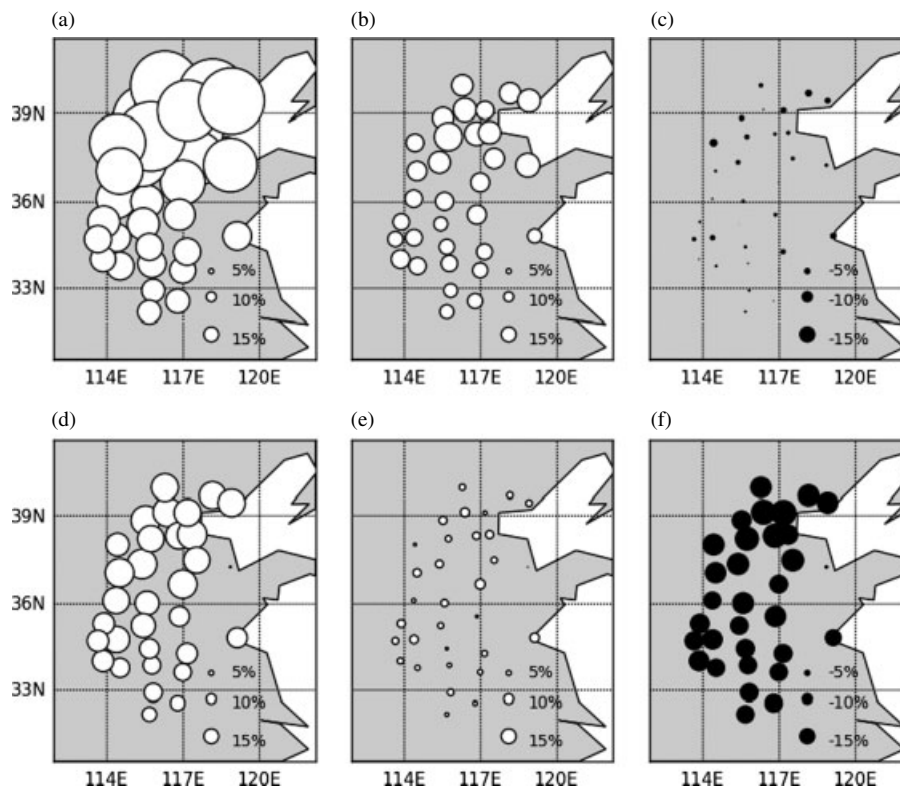 (a) (b) (c)
39N
36N
33N
5% 5% -5%
10% 10% -10%
15% 15% -15%
114E 117E 120E 114E 117E 120E 114E 117E 120E
(d) (e) (f)
39N
36N
33N
5% 5% -5%
10% 10% -10%
15% 15% -15%
114E 117E 120E 114E 117E 120E 114E 117E 120E